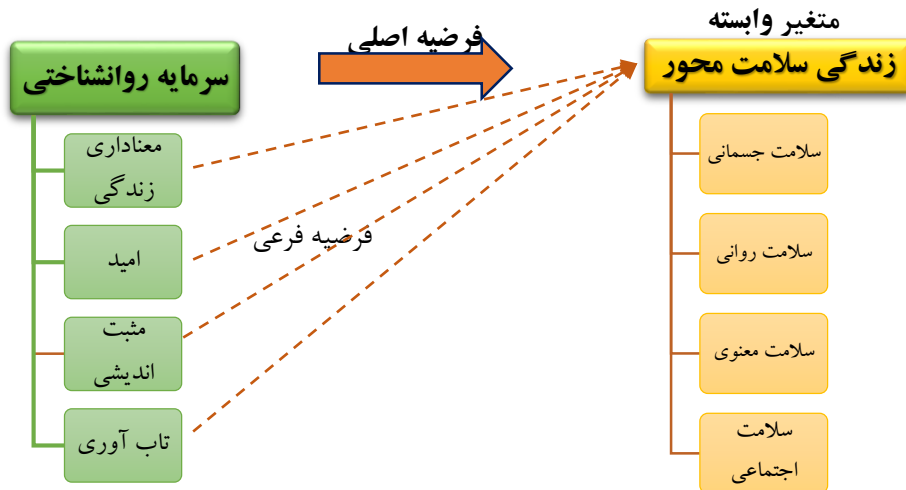 متغیر وابسته
فرضیه اصلی
زندگی سلامت محور
سرمایه روانشناختی
معناداری
زندگی
امید
مثبت
اندیشی
تاب آوری
فرضیه فرعی
سلامت جسمانی
سلامت روانی
سلامت معنوی
سلامت
اجتماعی